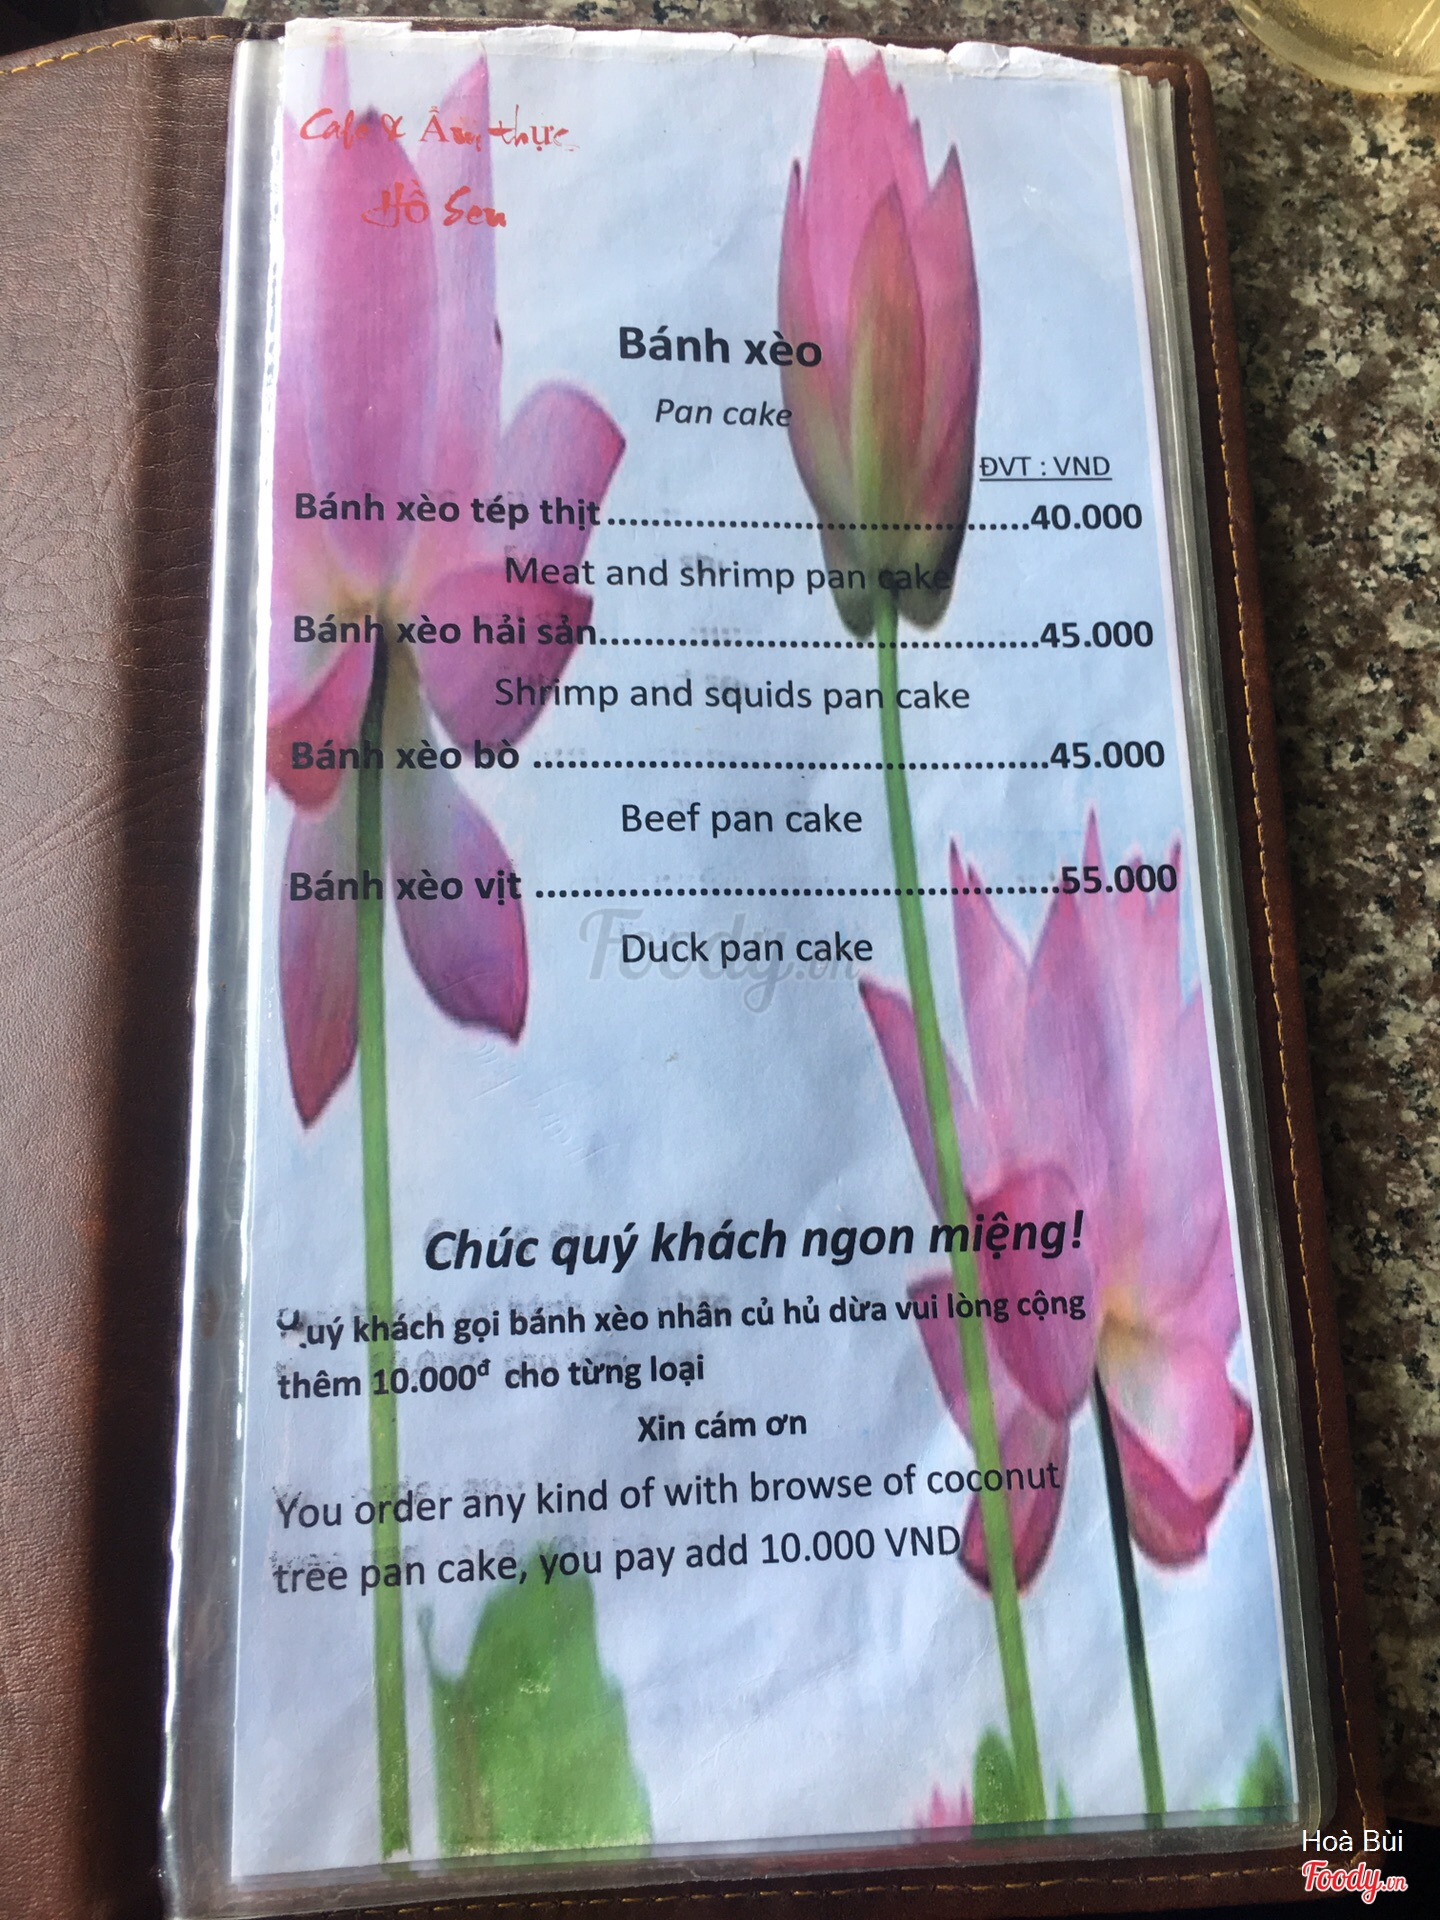 Cafe & Ẩm thực
Hồ Sen
Bánh xèo
Pan cake
ĐVT : VND
Bánh xèo tép thịt......................................40.000
Meat and shrimp pan cake
Bánh xèo hải sản.......................................45.000
Shrimp and squids pan cake
Bánh xèo bò .............................................45.000
Beef pan cake
Bánh xèo vịt .............................................55.000
Foody.vn
Duck pan cake
Chúc quý khách ngon miệng!
Quý khách gọi bánh xèo nhân củ hủ dừa vui lòng cộng
thêm 10.000đ cho từng loại
Xin cám ơn
You order any kind of with browse of coconut
tree pan cake, you pay add 10.000 VND
Hoà Bùi
Foody.vn